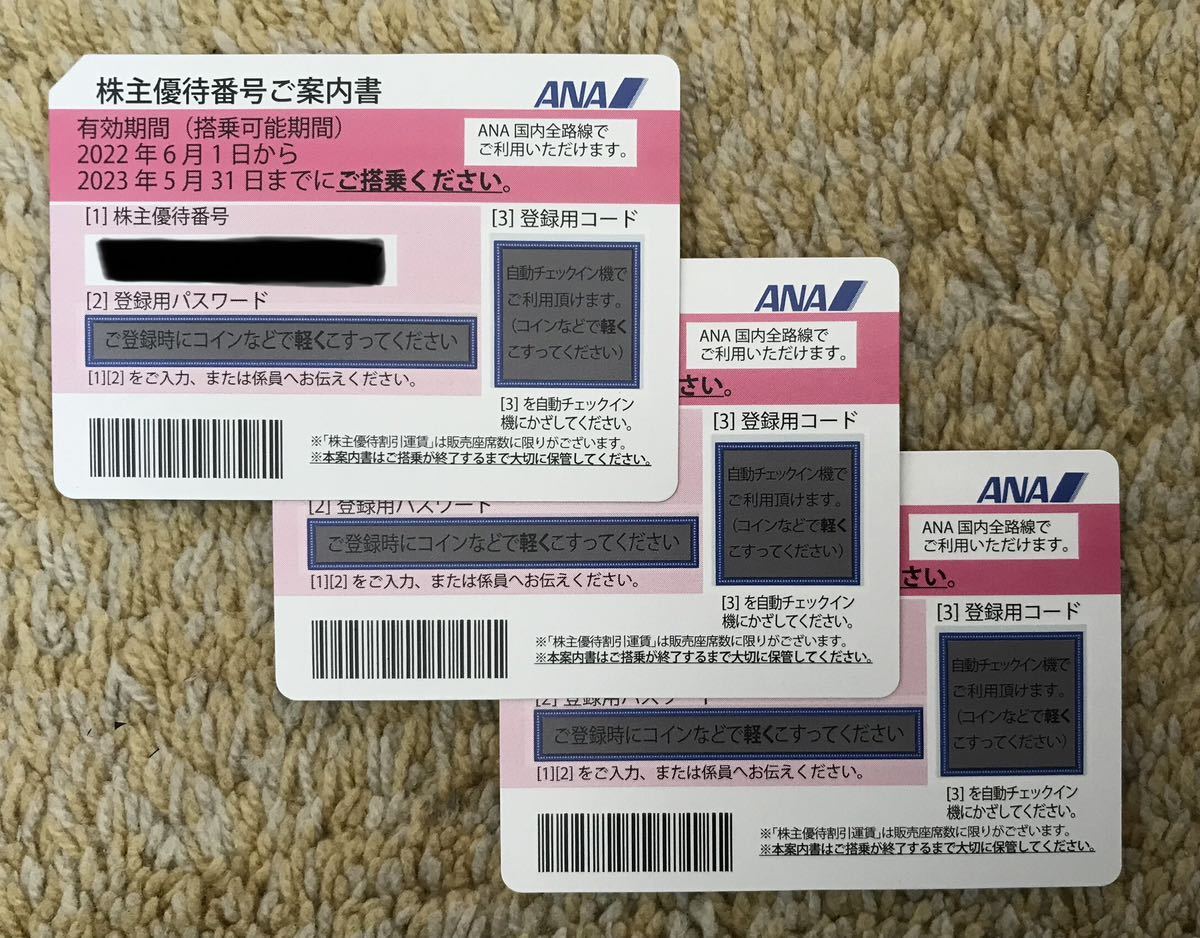 株主優待番号ご案内書
ANA
有効期間（搭乗可能期間）
2022年6月1日から
2023年5月31日までにご搭乗ください。
ANA国内全路線で
ご利用いただけます。
[1] 株主優待番号
[2] 登録用パスワード
ご登録時にコインなどで軽くこすってください
[1][2]をご入力、または係員へお伝えください。
[3] 登録用コード
自動チェックイン機で
ご利用頂けます。
（コインなどで軽く
こすってください）
[3]を自動チェックイン
機にかざしてください。
※「株主優待割引運賃」は販売座席数に限りがございます。
※本案内書はご搭乗が終了するまで大切に保管してください。
ANA
ANA国内全路線で
ご利用いただけます。
さい。
[3] 登録用コード
自動チェックイン機で
ご利用頂けます。
（コインなどで軽く
こすってください）
[2] 登録用パスワード
ご登録時にコインなどで軽くこすってください
[1][2]をご入力、または係員へお伝えください。
[3]を自動チェックイン
機にかざしてください。
※「株主優待割引運賃」は販売座席数に限りがございます。
※本案内書はご搭乗が終了するまで大切に保管してください。
ANA
ANA国内全路線で
ご利用いただけます。
さい。
[3] 登録用コード
自動チェックイン機で
ご利用頂けます。
（コインなどで軽く
こすってください）
[2] 登録用パスワード
ご登録時にコインなどで軽くこすってください
[1][2]をご入力、または係員へお伝えください。
[3]を自動チェックイン
機にかざしてください。
※「株主優待割引運賃」は販売座席数に限りがございます。
※本案内書はご搭乗が終了するまで大切に保管してください。